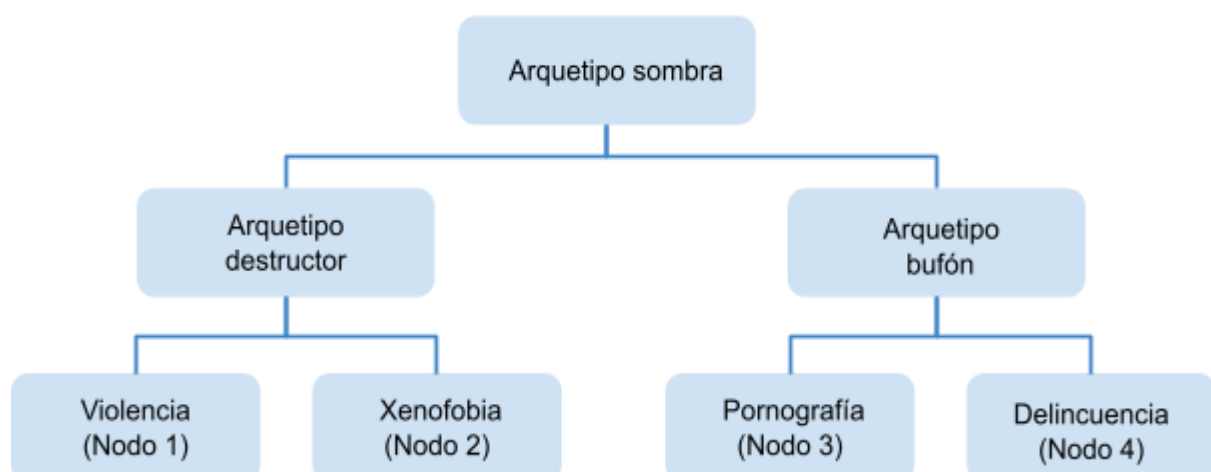 Arquetipo sombra
Arquetipo
destructor
Arquetipo
bufón
Violencia
(Nodo 1)
Xenofobia
(Nodo 2)
Pornografía
(Nodo 3)
Delincuencia
(Nodo 4)